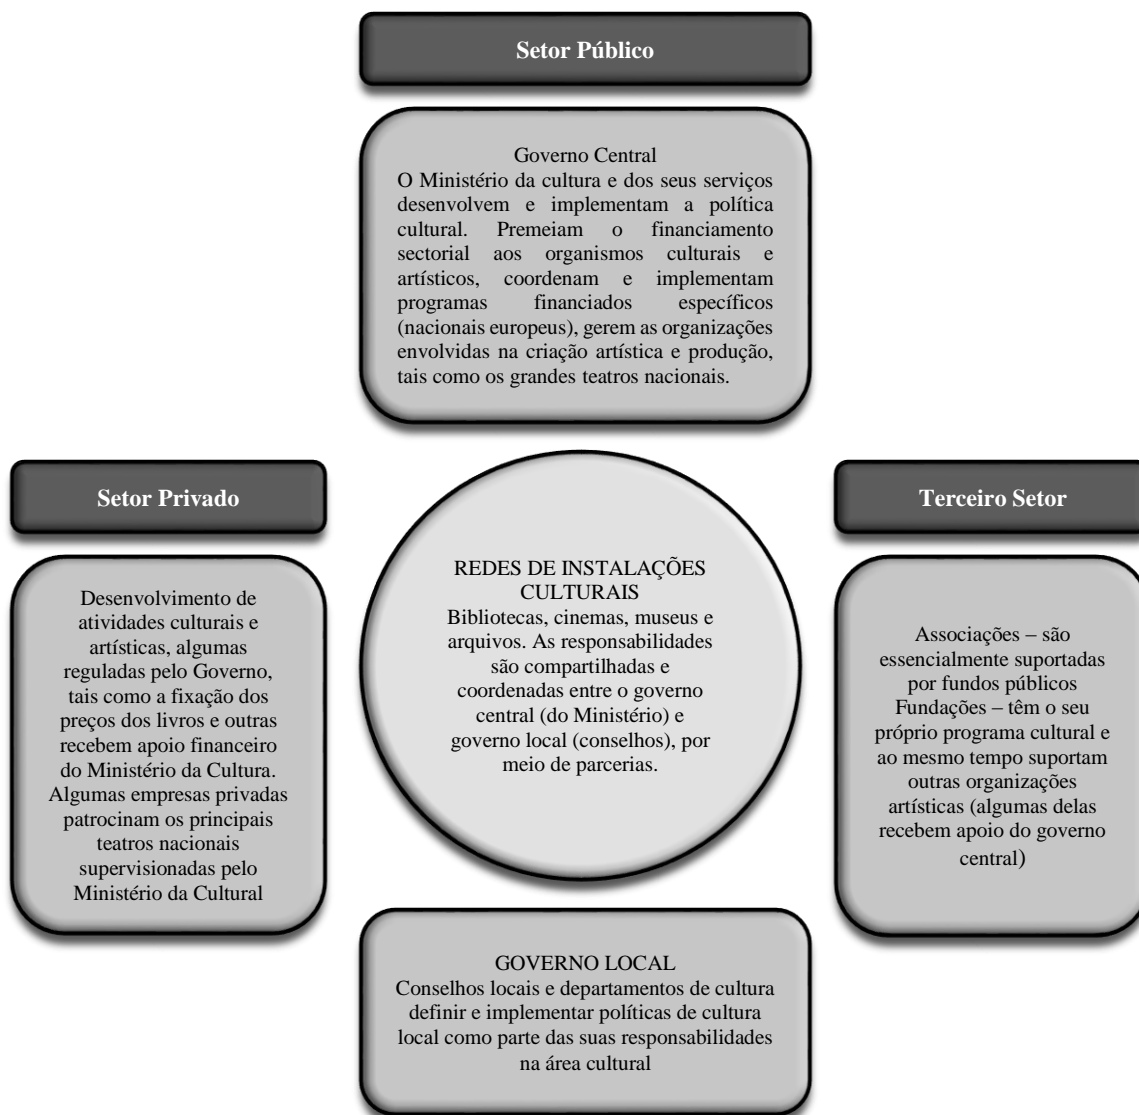 Setor Público
Governo Central
O Ministério da cultura e dos seus serviços
desenvolvem e implementam a política
cultural. Premeiam o financiamento
sectorial aos organismos culturais e
artísticos, coordenam e implementam
programas financiados específicos
(nacionais europeus), gerem as organizações
envolvidas na criação artística e produção,
tais como os grandes teatros nacionais.
Setor Privado
Desenvolvimento de
atividades culturais e
artísticas, algumas
reguladas pelo Governo,
tais como a fixação dos
preços dos livros e outras
recebem apoio financeiro
do Ministério da Cultura.
Algumas empresas privadas
patrocinam os principais
teatros nacionais
supervisionadas pelo
Ministério da Cultural
REDES DE INSTALAÇÕES
CULTURAIS
Bibliotecas, cinemas, museus e
arquivos. As responsabilidades
são compartilhadas e
coordenadas entre o governo
central (do Ministério) e
governo local (conselhos), por
meio de parcerias.
Terceiro Setor
Associações – são
essencialmente suportadas
por fundos públicos
Fundações – têm o seu
próprio programa cultural e
ao mesmo tempo suportam
outras organizações
artísticas (algumas delas
recebem apoio do governo
central)
GOVERNO LOCAL
Conselhos locais e departamentos de cultura
definir e implementar políticas de cultura
local como parte das suas responsabilidades
na área cultural